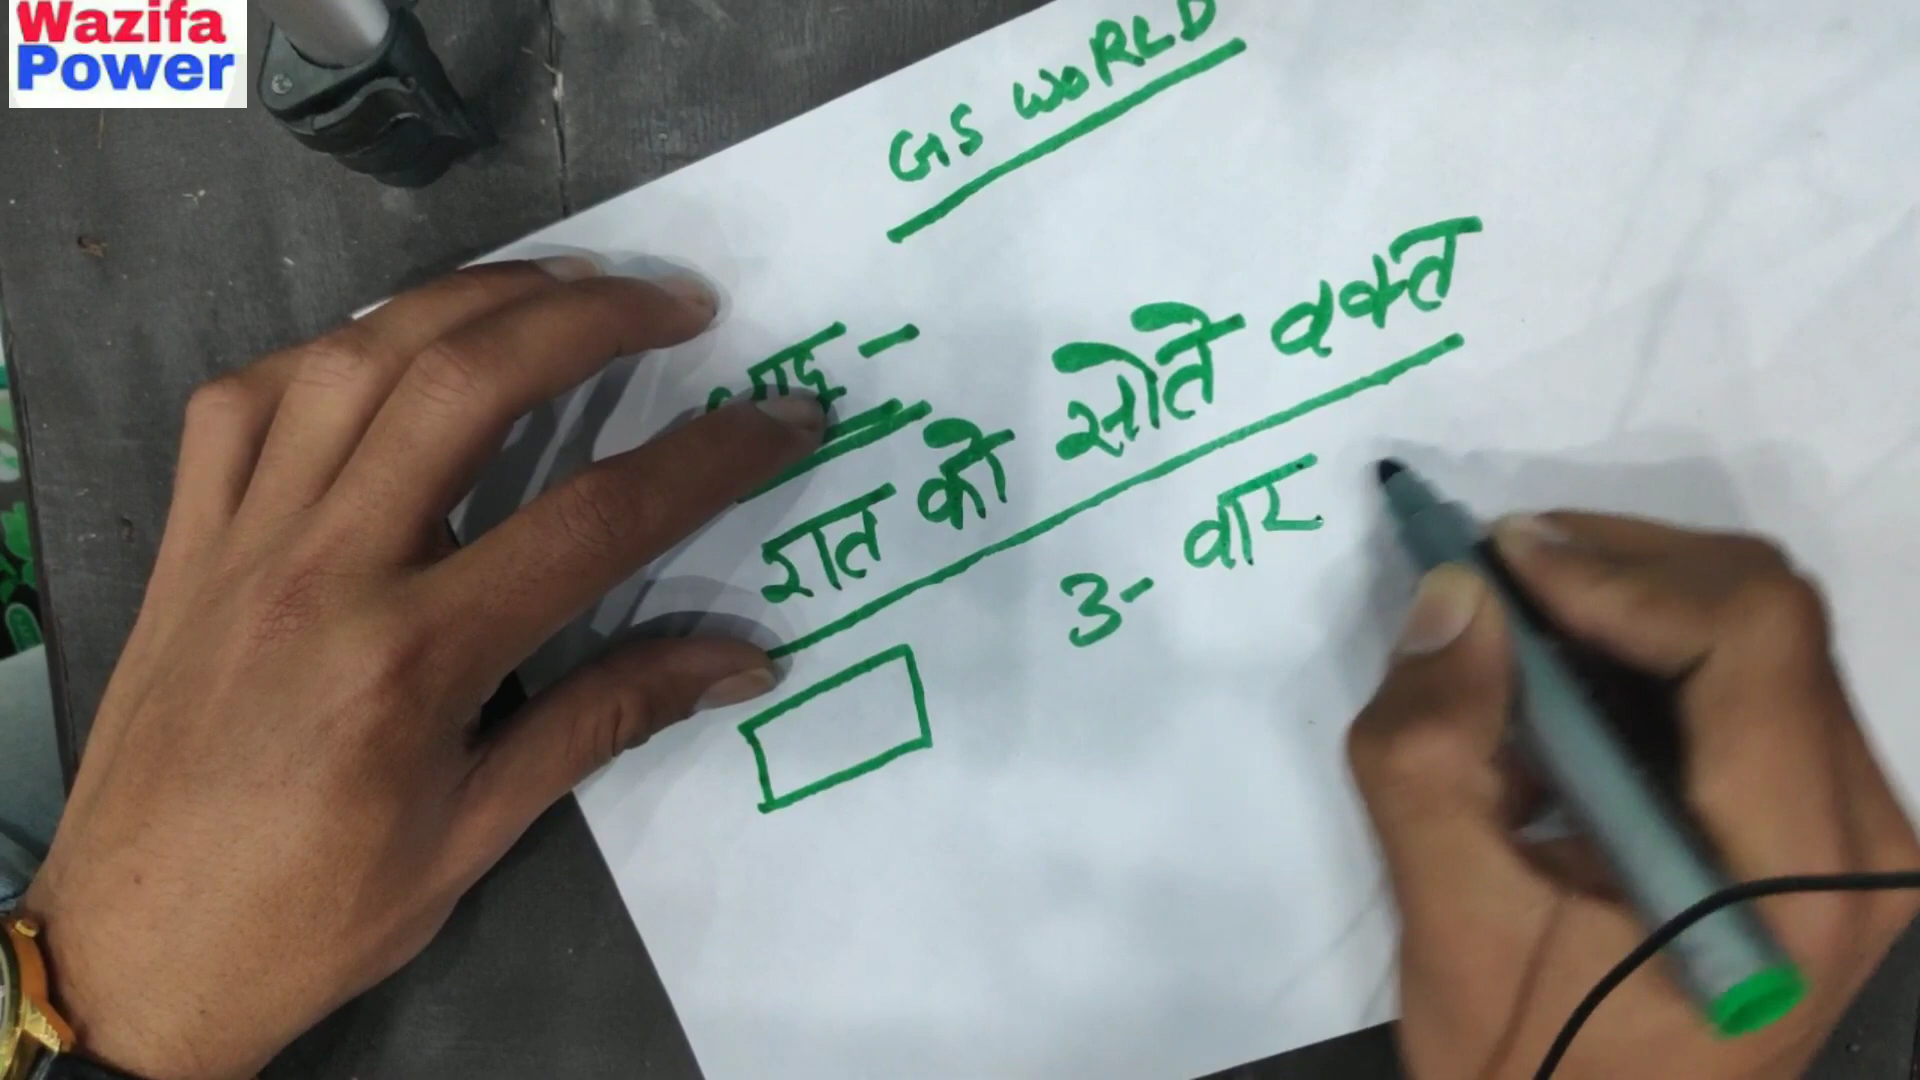 Wazifa
Power
GS WORLD
रात को सोते वक्त
3- वार